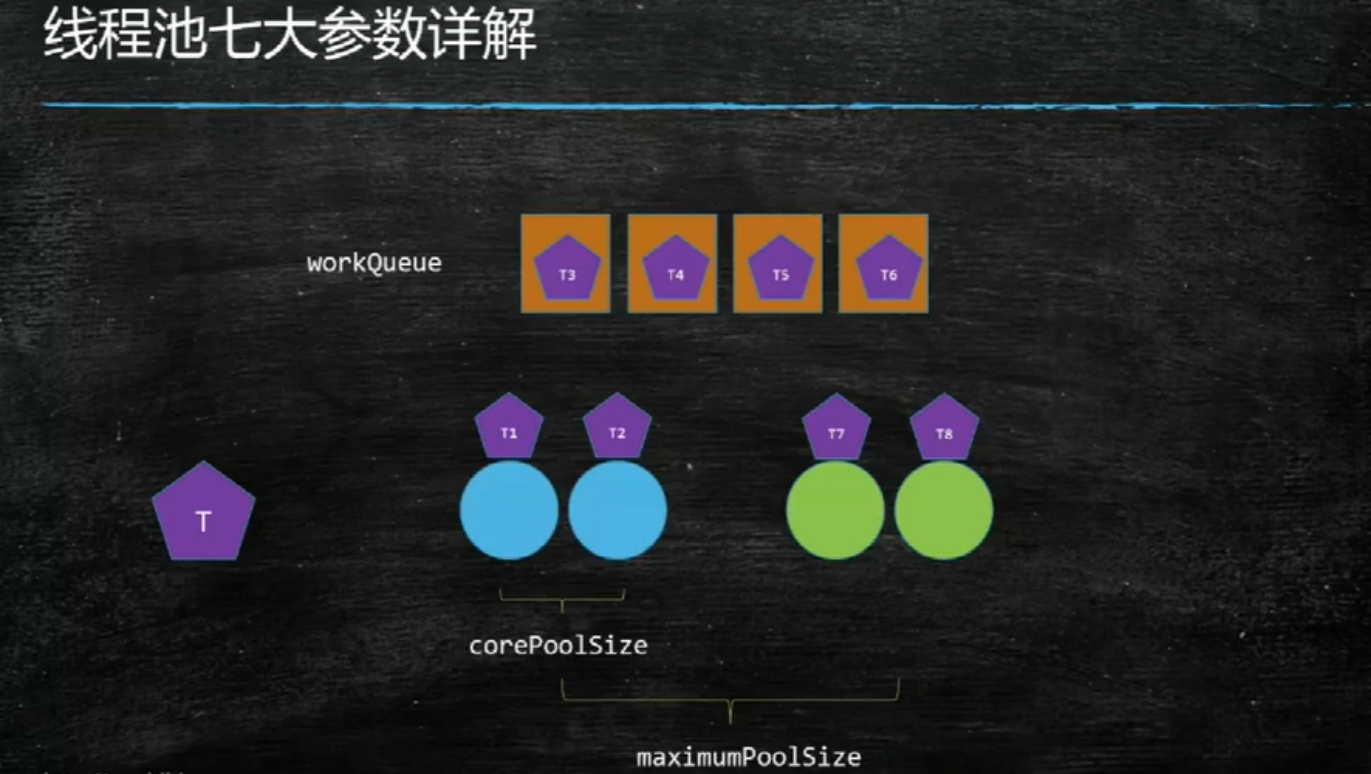 线程池七大参数详解
workQueue
T3 T4 T5 T6
T1 T2 T7 T8
T
corePoolSize
maximumPoolSize